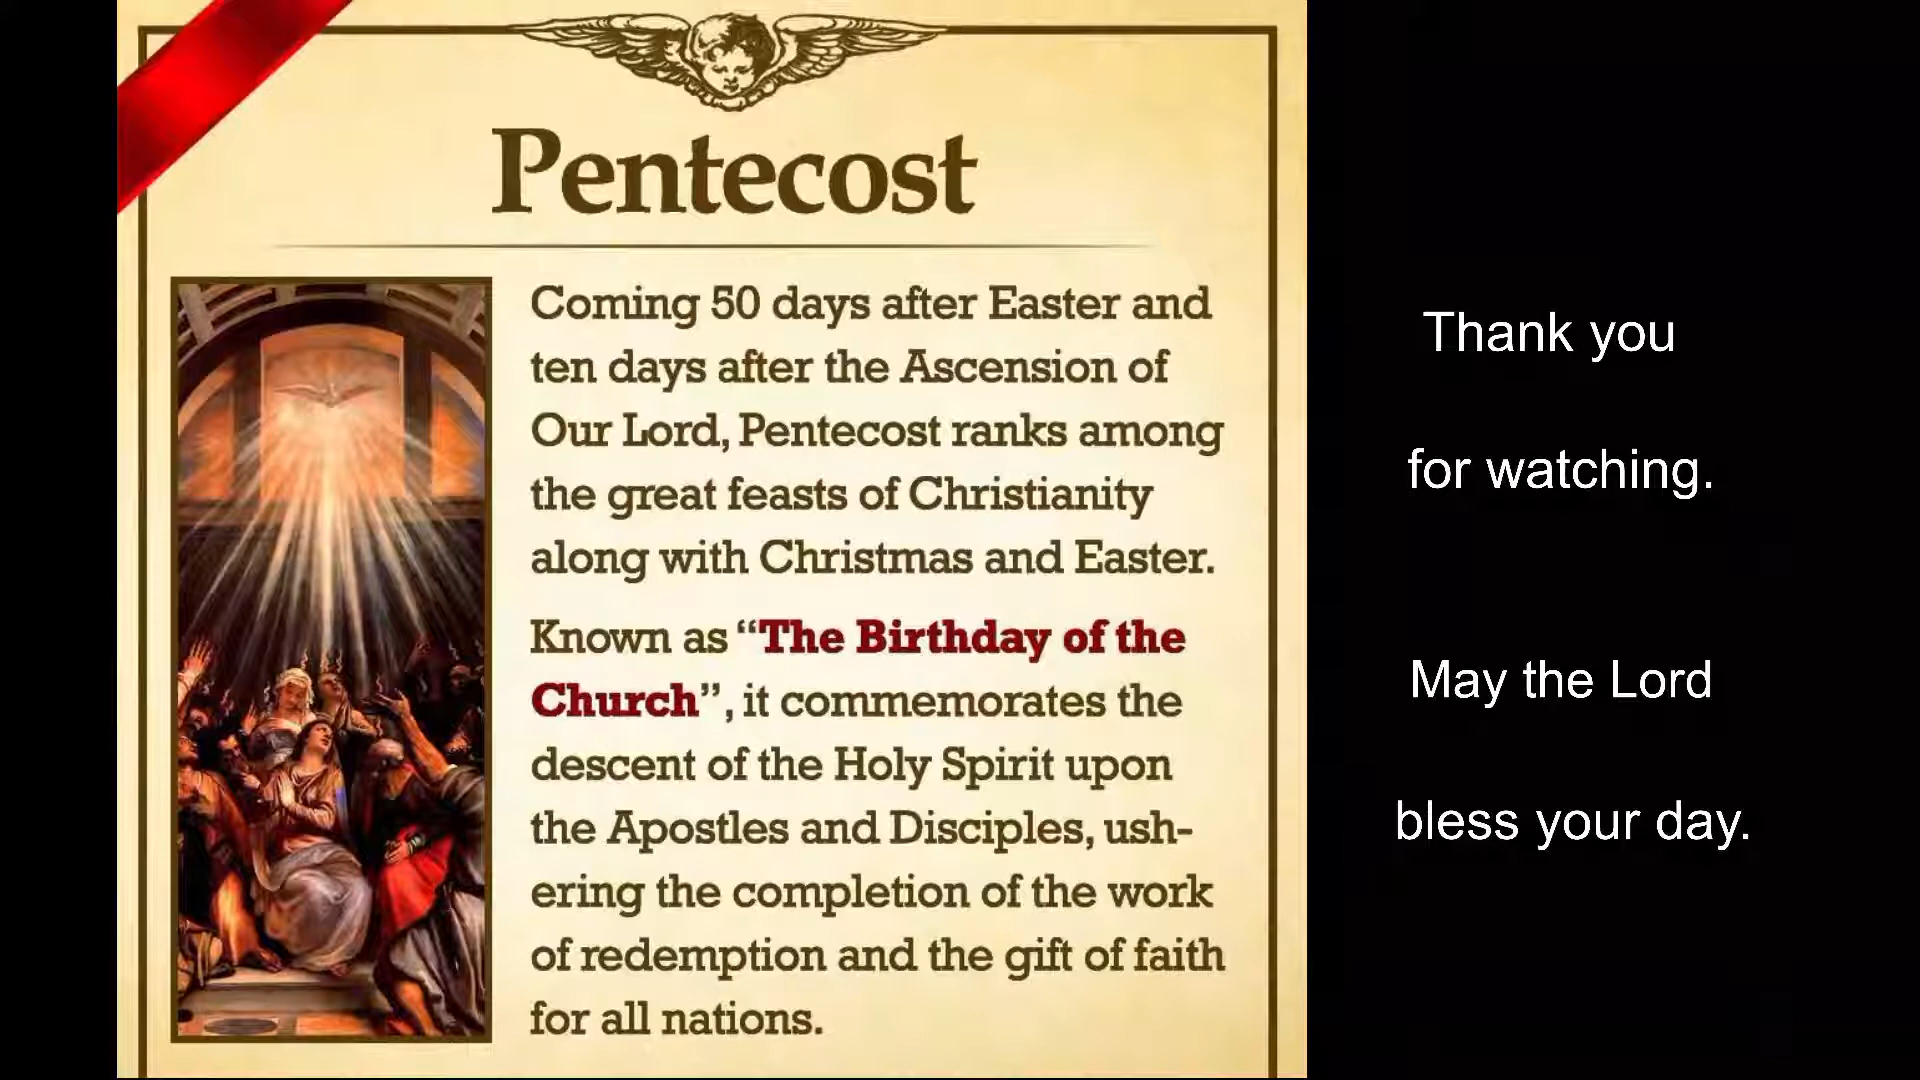 Pentecost
Coming 50 days after Easter and
ten days after the Ascension of
Our Lord, Pentecost ranks among
the great feasts of Christianity
along with Christmas and Easter.
Known as “The Birthday of the
Church”, it commemorates the
descent of the Holy Spirit upon
the Apostles and Disciples, ush-
ering the completion of the work
of redemption and the gift of faith
for all nations.
Thank you
for watching.
May the Lord
bless your day.